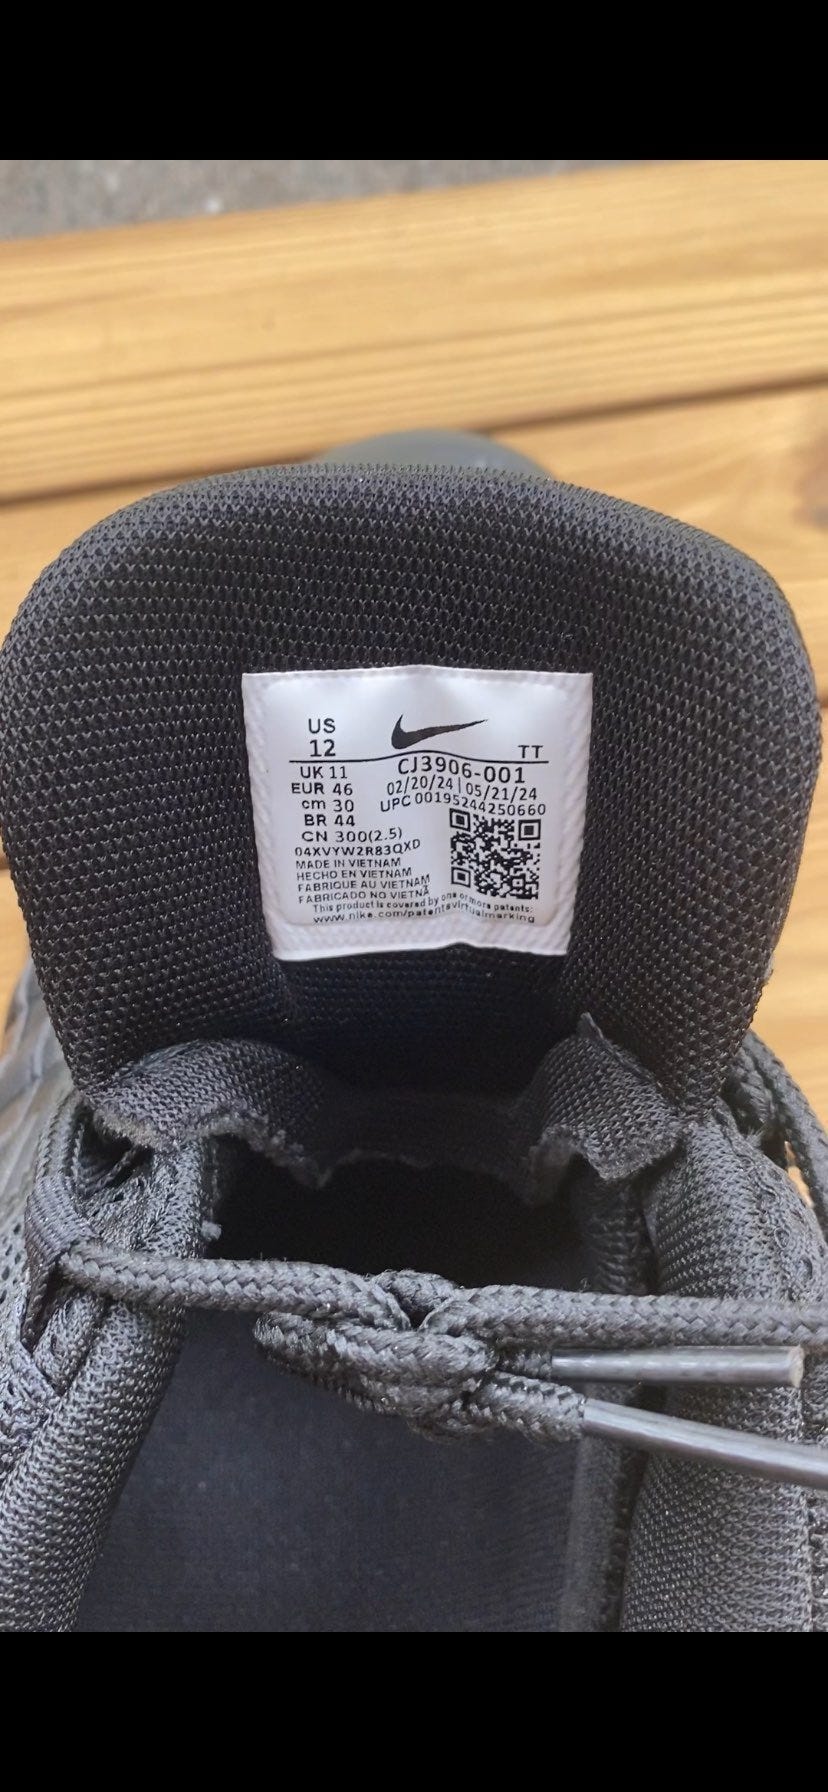 US
12
TT
UK 11
CJ3906-001
EUR 46
02/20/24 | 05/21/24
cm 30
UPC 00195244250660
BR 44
CN 300(2.5)
04XVYW2R83QXD
MADE IN VIETNAM
HECHO EN VIETNAM
FABRIQUE AU VIETNAM
FABRICADO NO VIETNÃ
This product is covered by one or more patents:
www.nike.com/patentsvirtualmarking